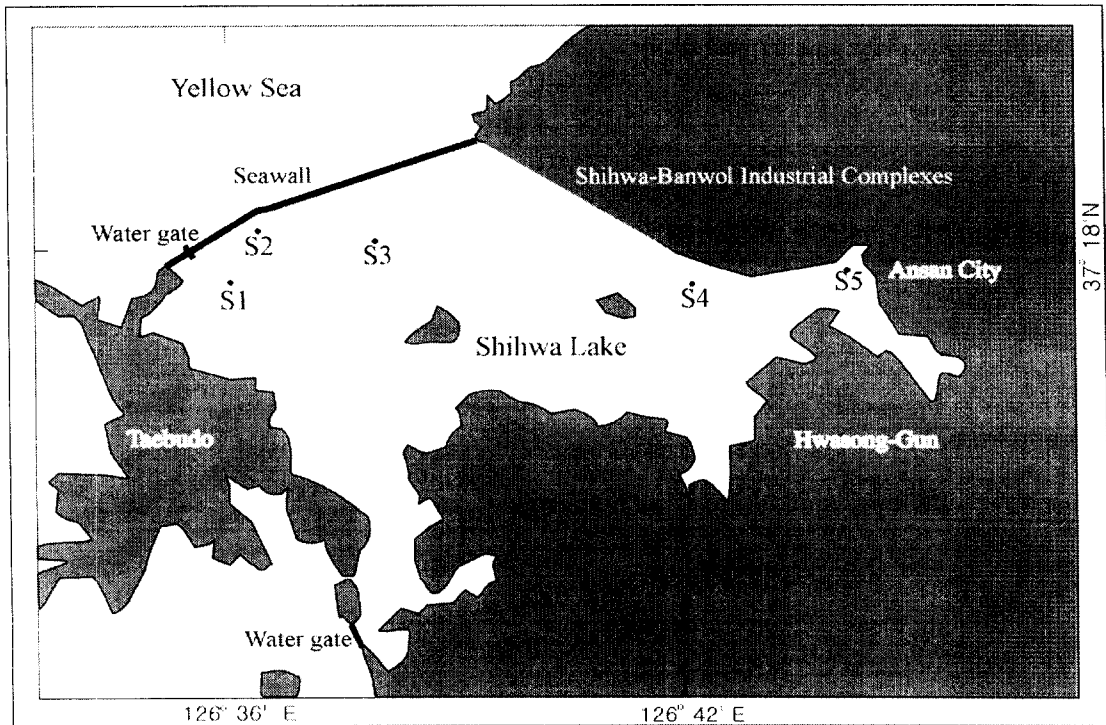 Yellow Sea
Seawall
Shihwa-Banwol Industrial Complexes
Water gate
S2
S3
37° 18' N
Ansan City
S5
S1
S4
Shihwa Lake
Taebudo
Hwasong-Gun
Water gate
126° 36' E
126° 42' E